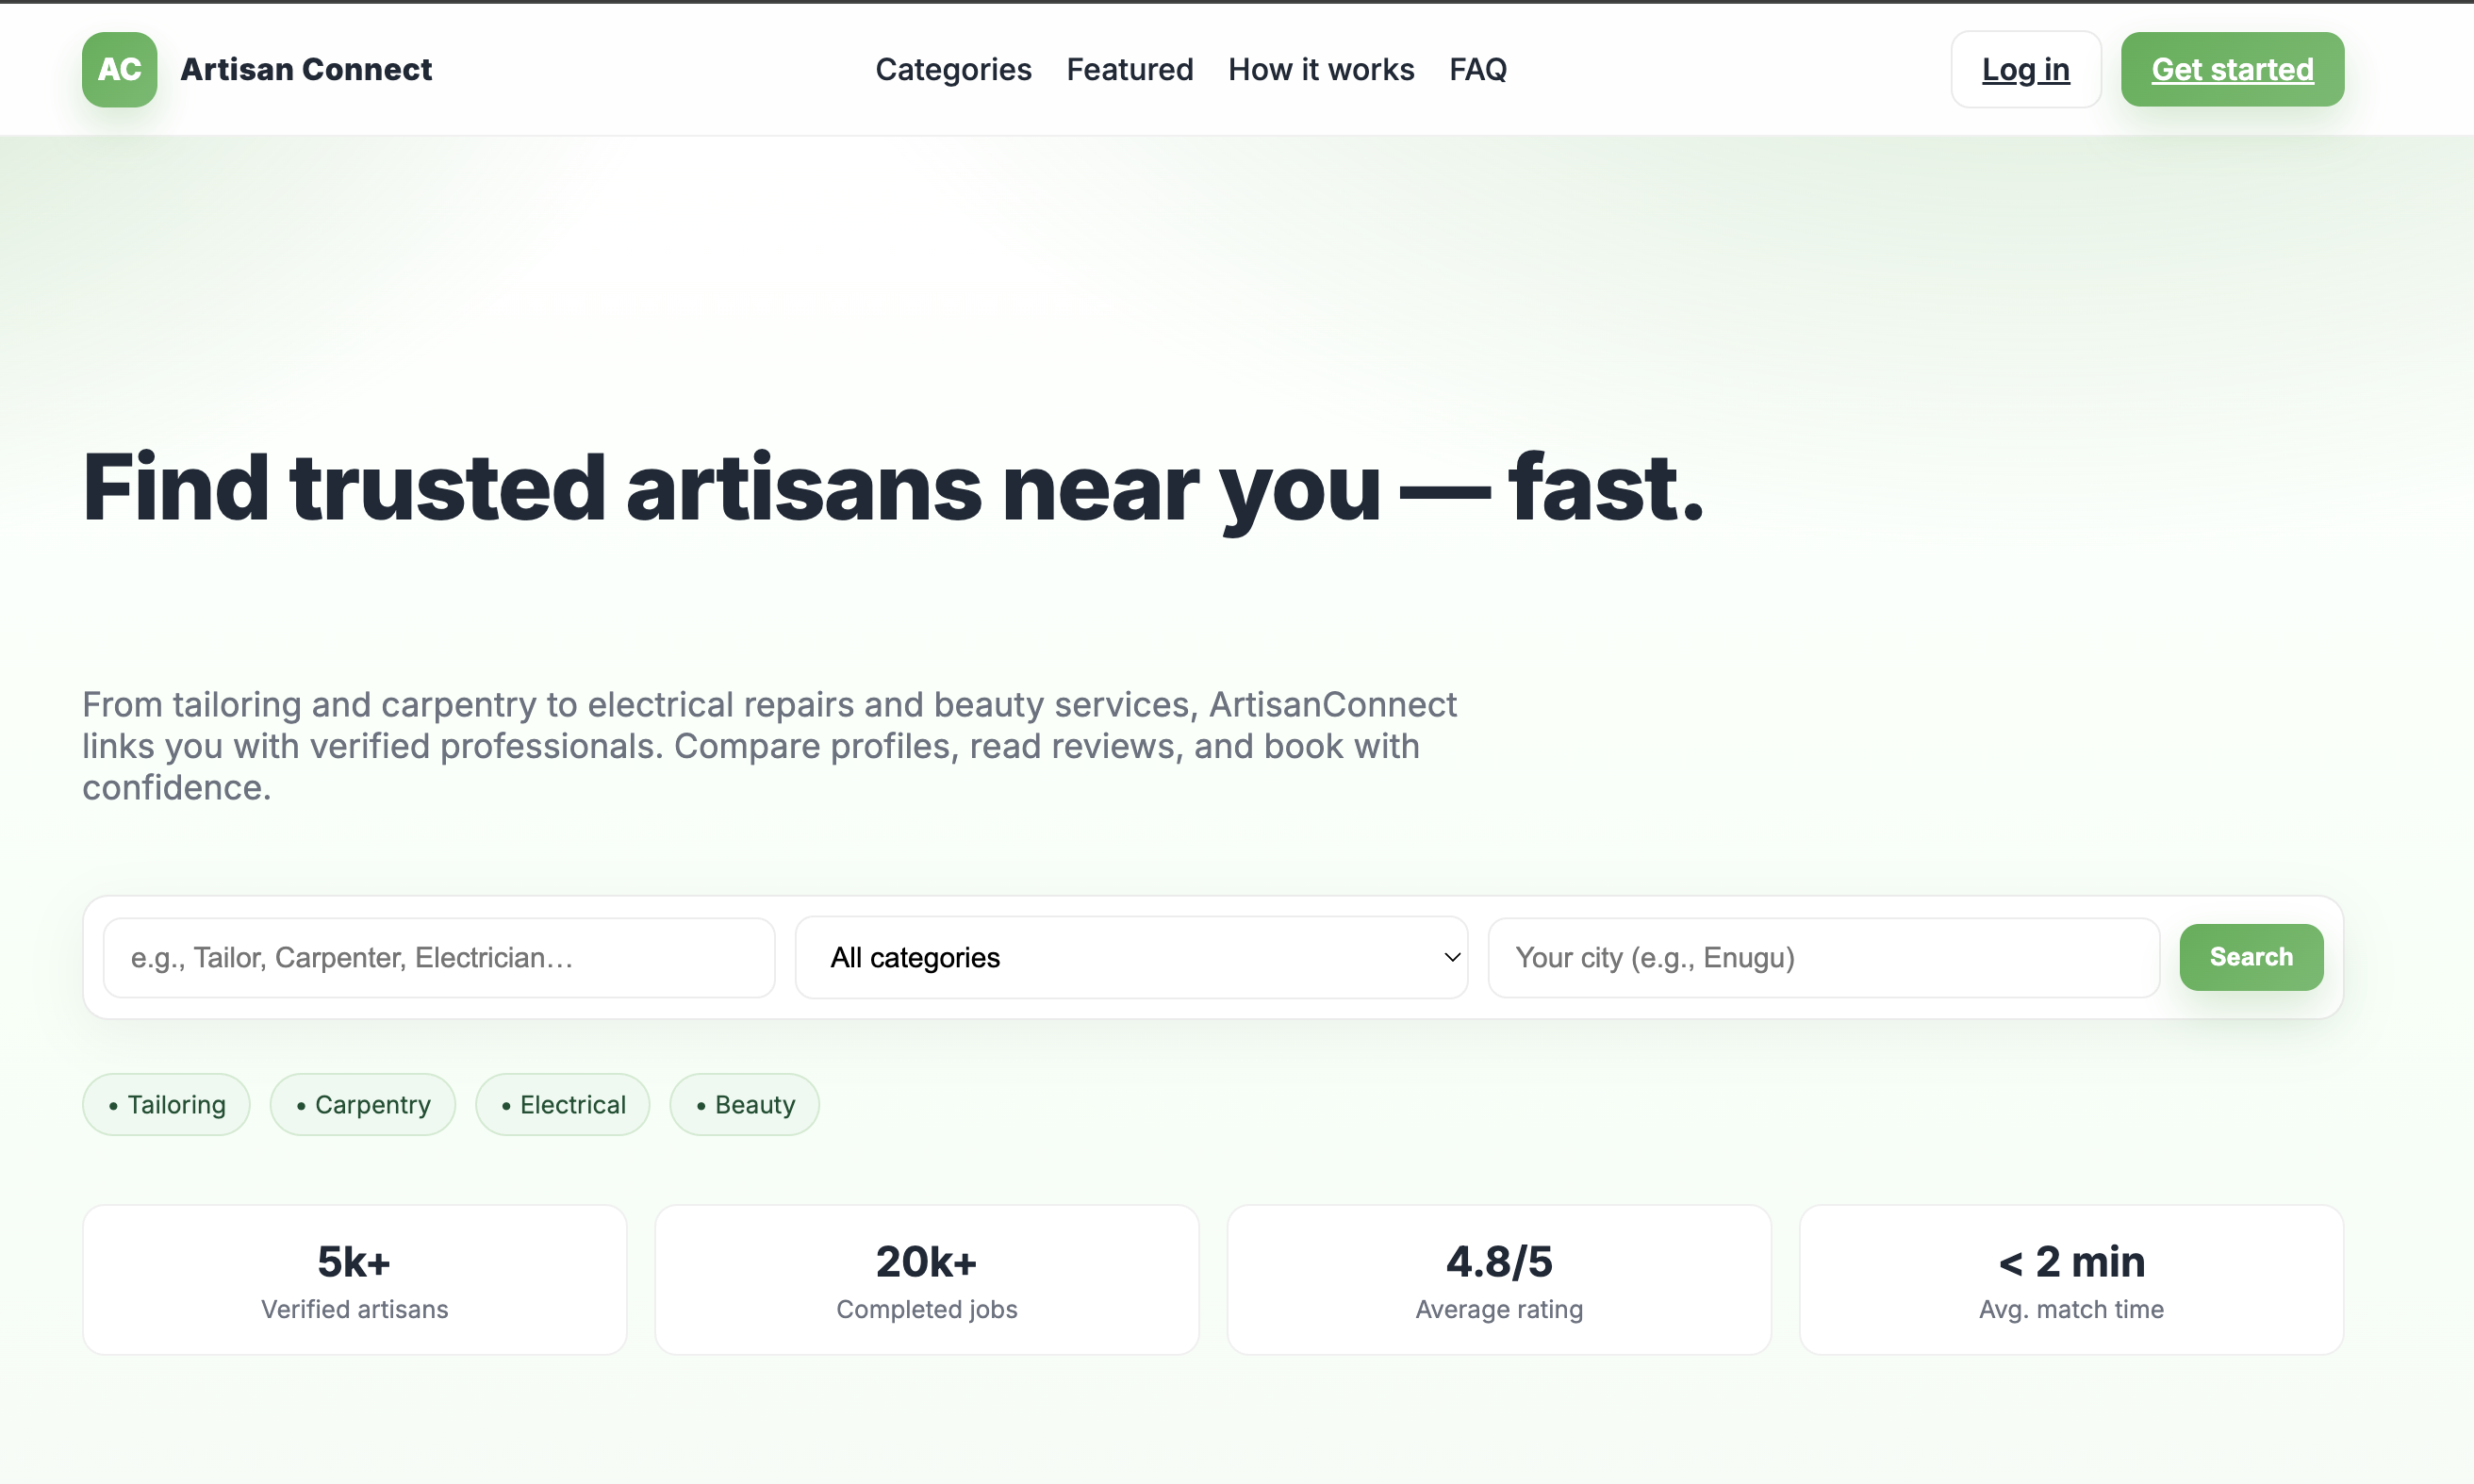 AC Artisan Connect Categories Featured How it works FAQ Log in Get started
Find trusted artisans near you — fast.
From tailoring and carpentry to electrical repairs and beauty services, ArtisanConnect
links you with verified professionals. Compare profiles, read reviews, and book with
confidence.
e.g., Tailor, Carpenter, Electrician... All categories Your city (e.g., Enugu) Search
• Tailoring • Carpentry • Electrical • Beauty
5k+ 20k+ 4.8/5 < 2 min
Verified artisans Completed jobs Average rating Avg. match time